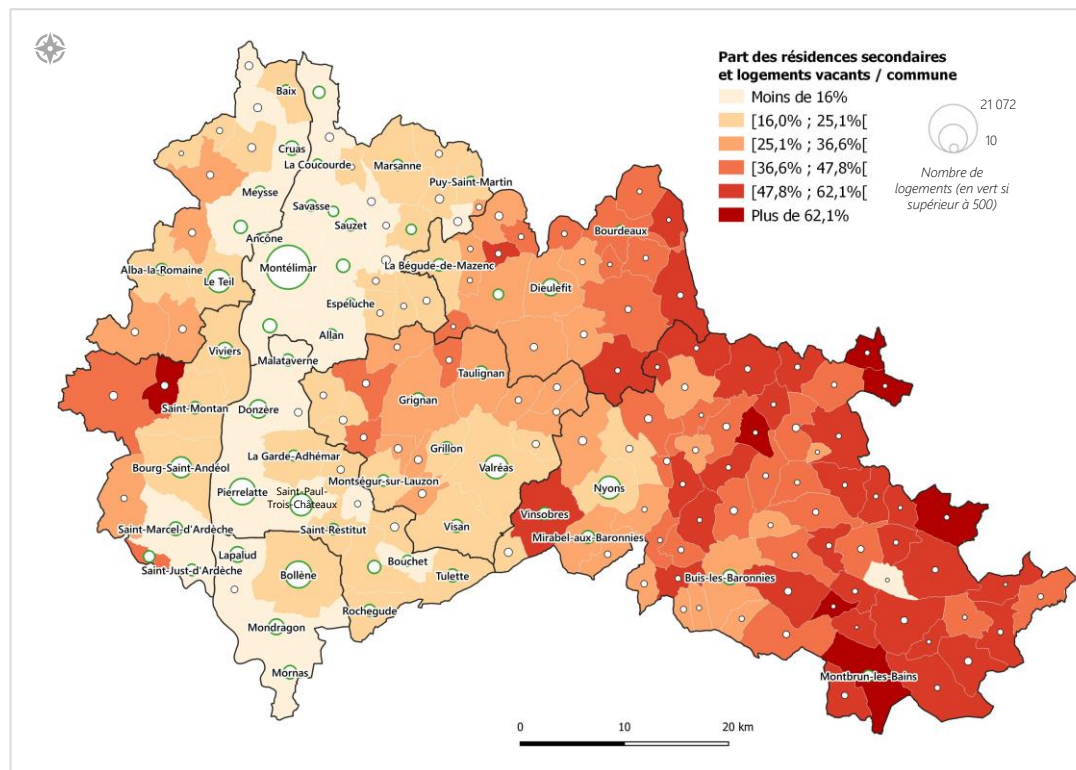 Part des résidences secondaires
et logements vacants / commune
Moins de 16%
[16,0% ; 25,1%[
[25,1% ; 36,6%[
[36,6% ; 47,8%[
[47,8% ; 62,1%[
Plus de 62,1%
21 072
10
Nombre de
logements (en vert si
supérieur à 500)
Baix
Cruas
La Coucourde
Marsanne
Puy-Saint-Martin
Meysse
Savasse
Sauzet
Bourdeaux
Ancône
Alba-la-Romaine
Montélimar
La Bégude-de-Mazenc
Le Teil
Dieulefit
Espeluche
Allan
Viviers
Malataverne
Taulignan
Saint-Montan
Donzère
Grignan
Grillon
La Garde-Adhémar
Bourg-Saint-Andéol
Montségur-sur-Lauzon
Valréas
Pierrelatte
Saint-Paul-
Trois-Châteaux
Nyons
Vinsobres
Saint-Marcel-d'Ardèche
Saint-Restitut
Visan
Mirabel-aux-Baronnies
Lapalud
Bouchet
Saint-Just-d'Ardèche
Bollène
Tulette
Buis-les-Baronnies
Rochegude
Mondragon
Mornas
Montbrun-les-Bains
0
10
20 km